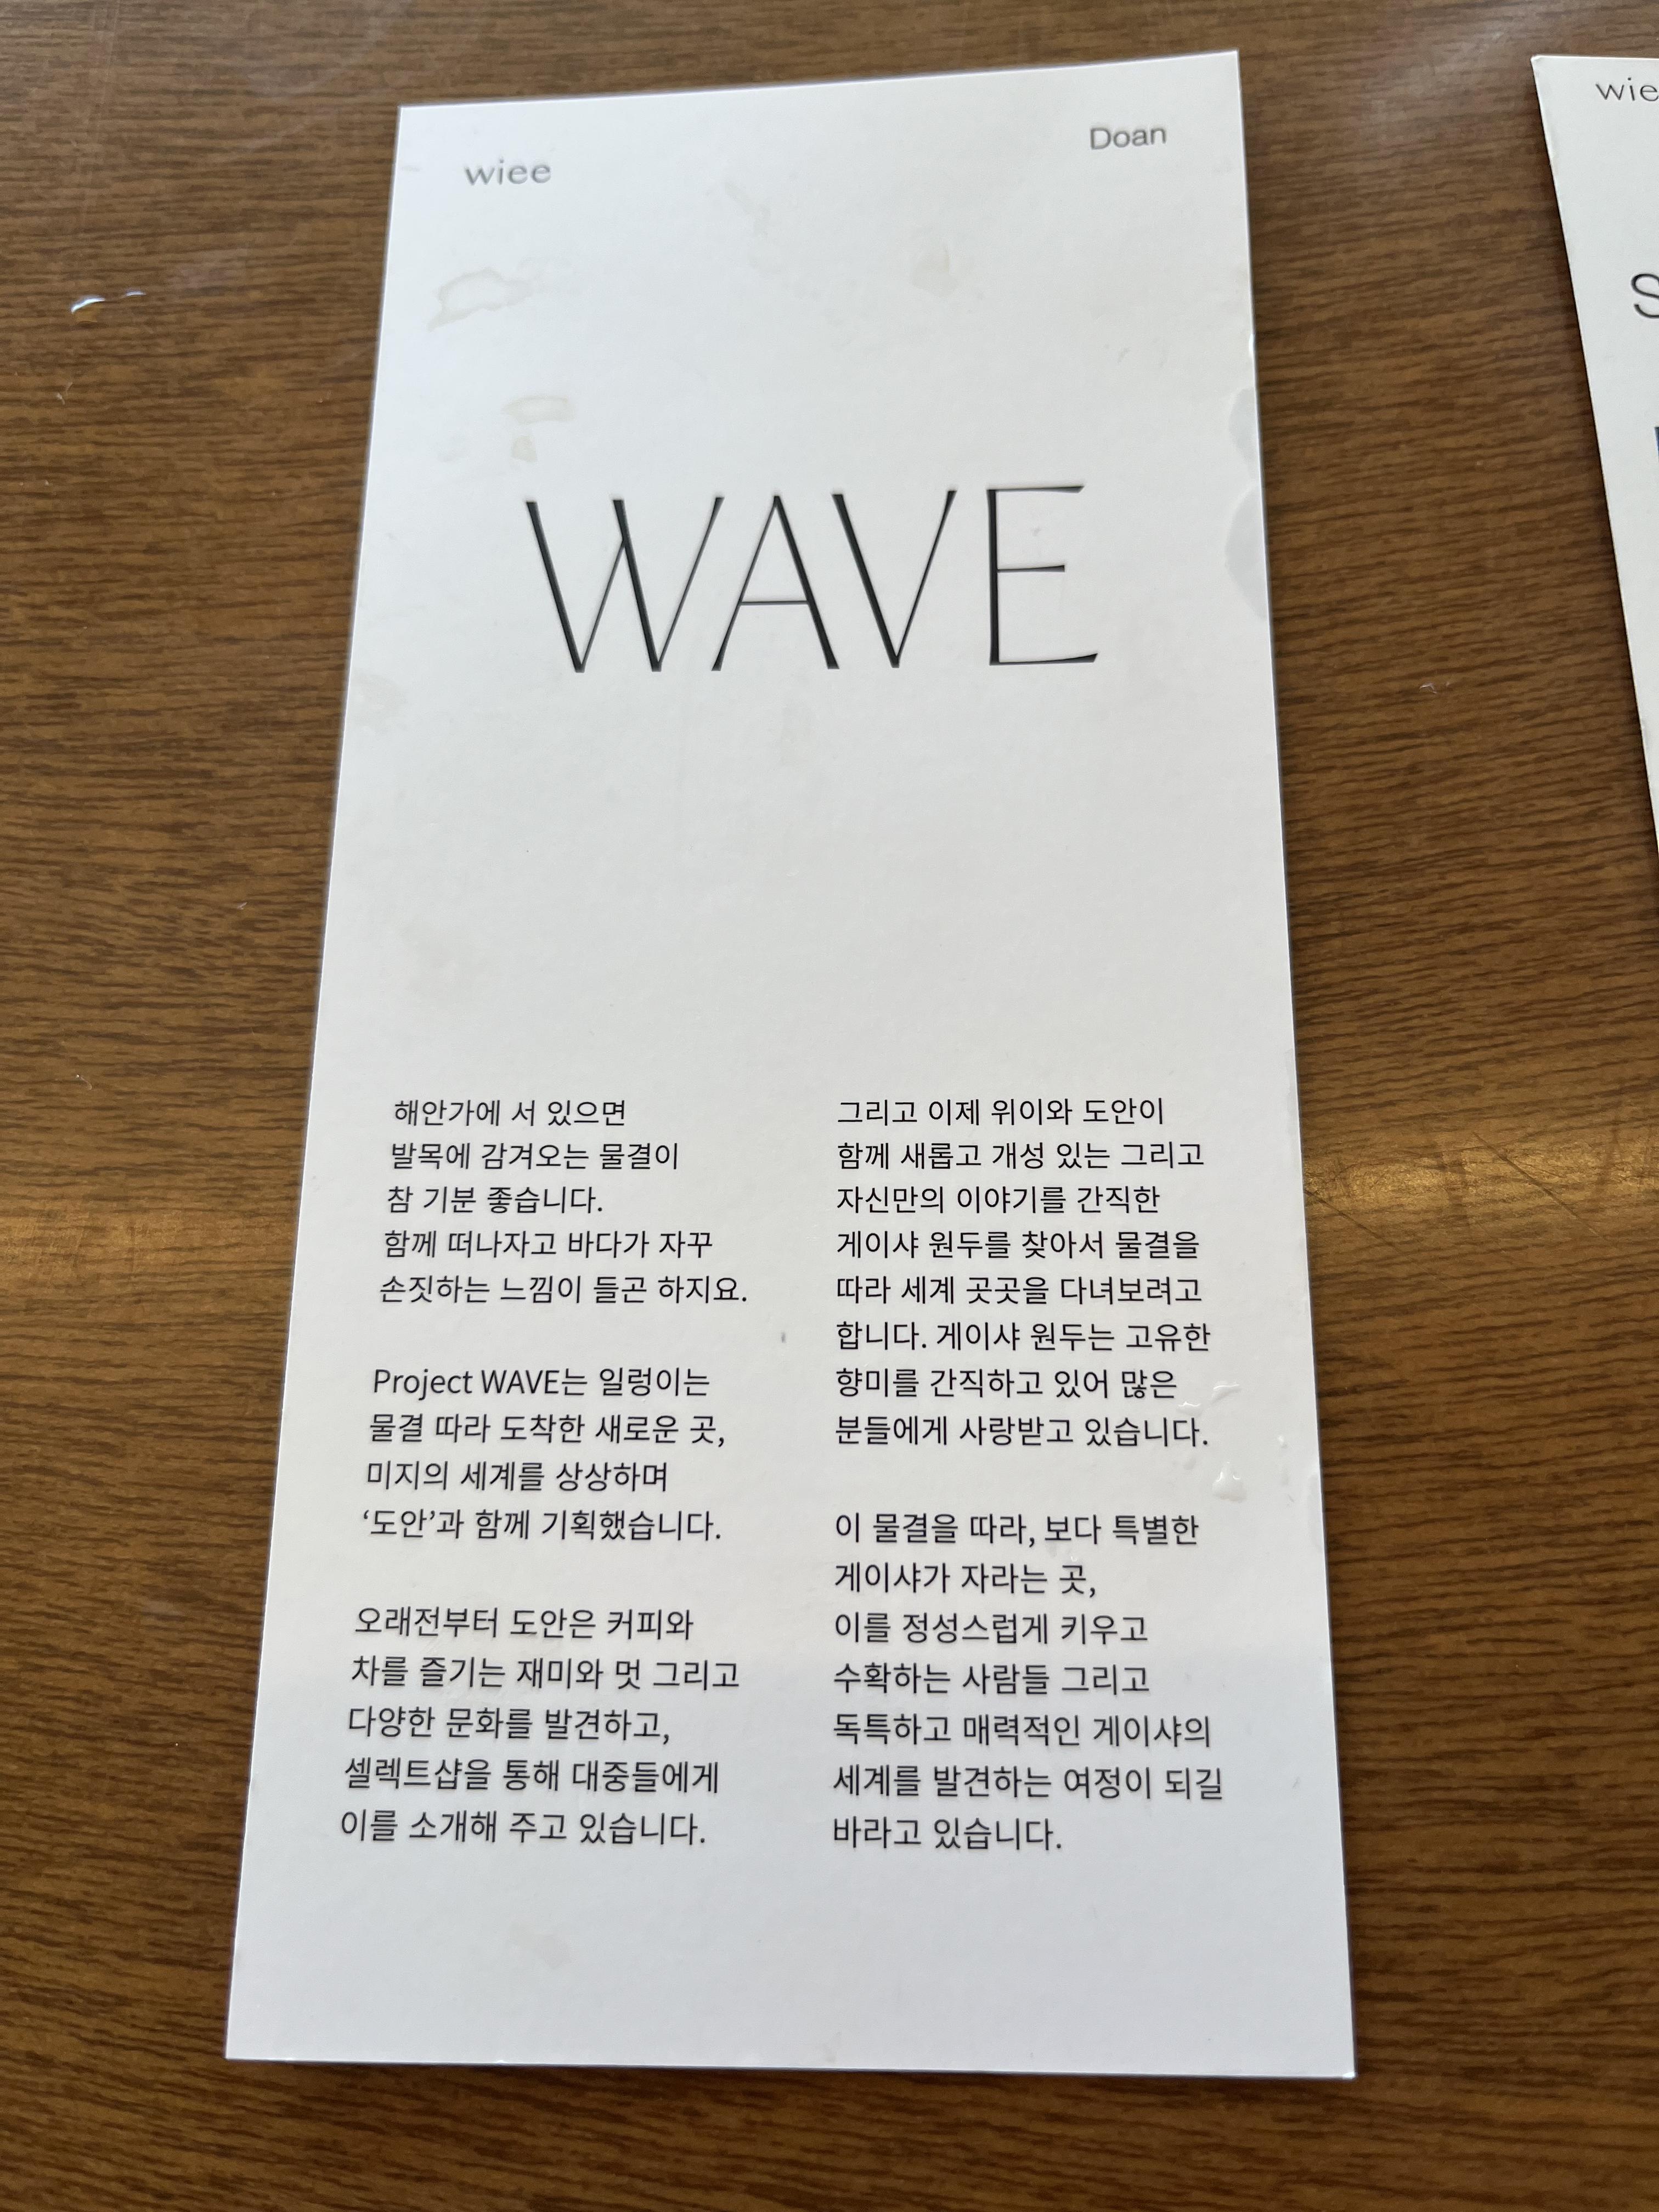 wiee
Doan
WAVE
해안가에 서 있으면
발목에 감겨오는 물결이
참 기분 좋습니다.
함께 떠나자고 바다가 자꾸
손짓하는 느낌이 들곤 하지요.
Project WAVE는 일렁이는
물결 따라 도착한 새로운 곳,
미지의 세계를 상상하며
‘도안’과 함께 기획했습니다.
오래전부터 도안은 커피와
차를 즐기는 재미와 멋 그리고
다양한 문화를 발견하고,
셀렉트샵을 통해 대중들에게
이를 소개해 주고 있습니다.
그리고 이제 위이와 도안이
함께 새롭고 개성 있는 그리고
자신만의 이야기를 간직한
게이샤 원두를 찾아서 물결을
따라 세계 곳곳을 다녀보려고
합니다. 게이샤 원두는 고유한
향미를 간직하고 있어 많은
분들에게 사랑받고 있습니다.
이 물결을 따라, 보다 특별한
게이샤가 자라는 곳,
이를 정성스럽게 키우고
수확하는 사람들 그리고
독특하고 매력적인 게이샤의
세계를 발견하는 여정이 되길
바라고 있습니다.